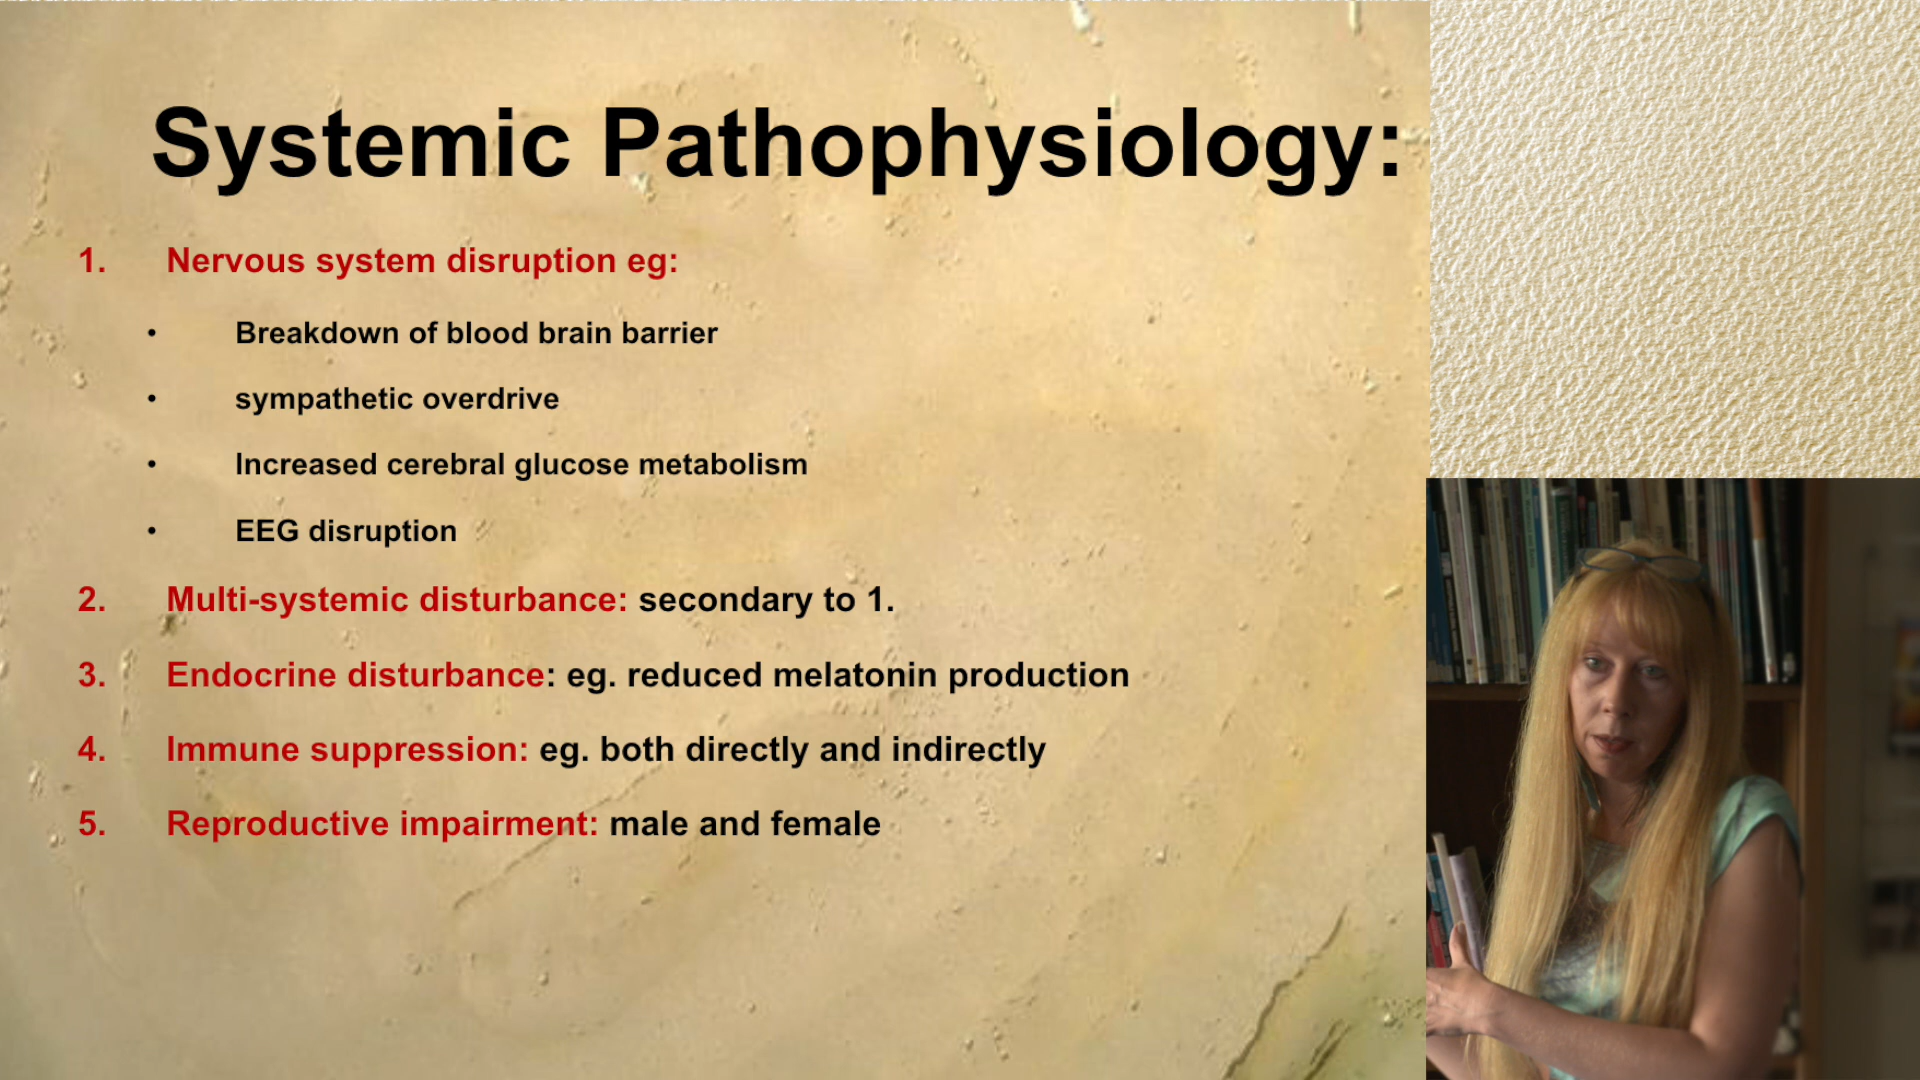 Systemic Pathophysiology:
1. Nervous system disruption eg:
• Breakdown of blood brain barrier
• sympathetic overdrive
• Increased cerebral glucose metabolism
• EEG disruption
2. Multi-systemic disturbance: secondary to 1.
3. Endocrine disturbance: eg. reduced melatonin production
4. Immune suppression: eg. both directly and indirectly
5. Reproductive impairment: male and female